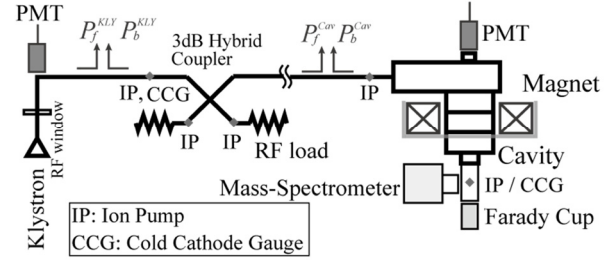 PMT
P_f^KLY P_b^KLY
3dB Hybrid
Coupler
P_f^Cav P_b^Cav
PMT
IP, CCG
IP
Magnet
IP
IP
RF load
RF window
Klystron
Cavity
Mass-Spectrometer
IP / CCG
Farady Cup
IP: Ion Pump
CCG: Cold Cathode Gauge